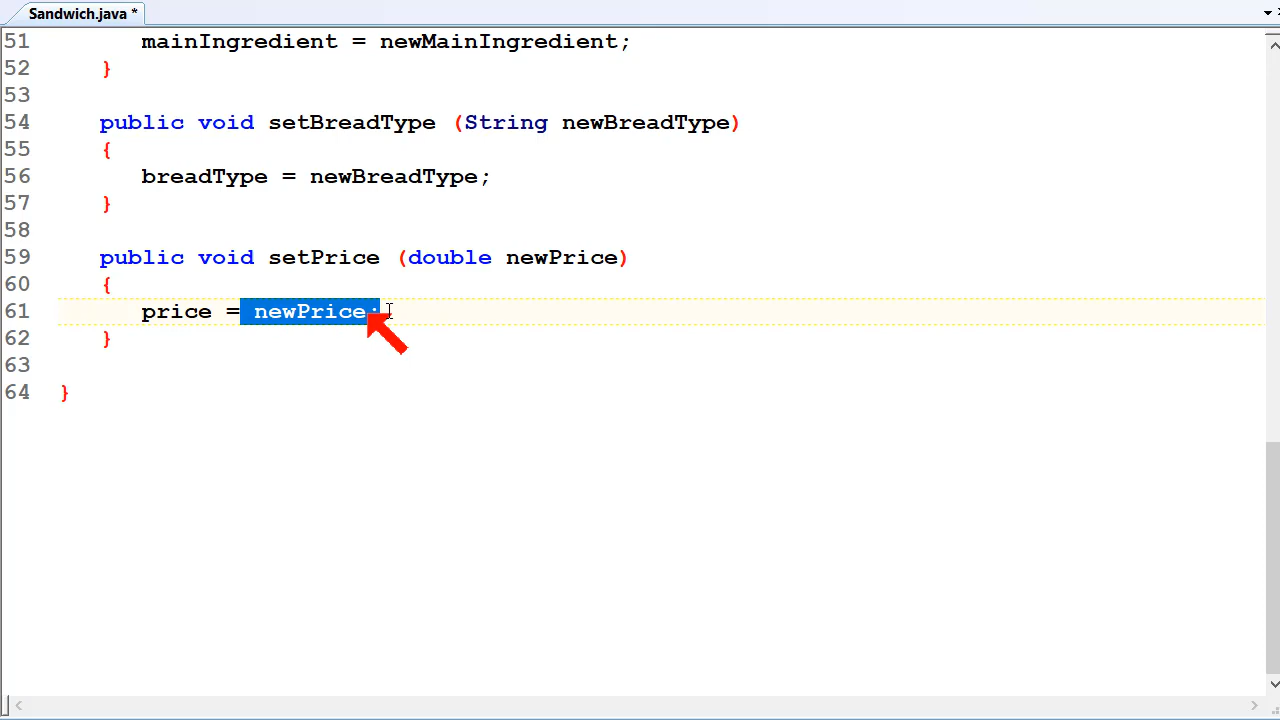 Sandwich.java *
51 mainIngredient = newMainIngredient;
52 }
53
54 public void setBreadType (String newBreadType)
55 {
56 breadType = newBreadType;
57 }
58
59 public void setPrice (double newPrice)
60 {
61 price = newPrice;
62 }
63
64 }